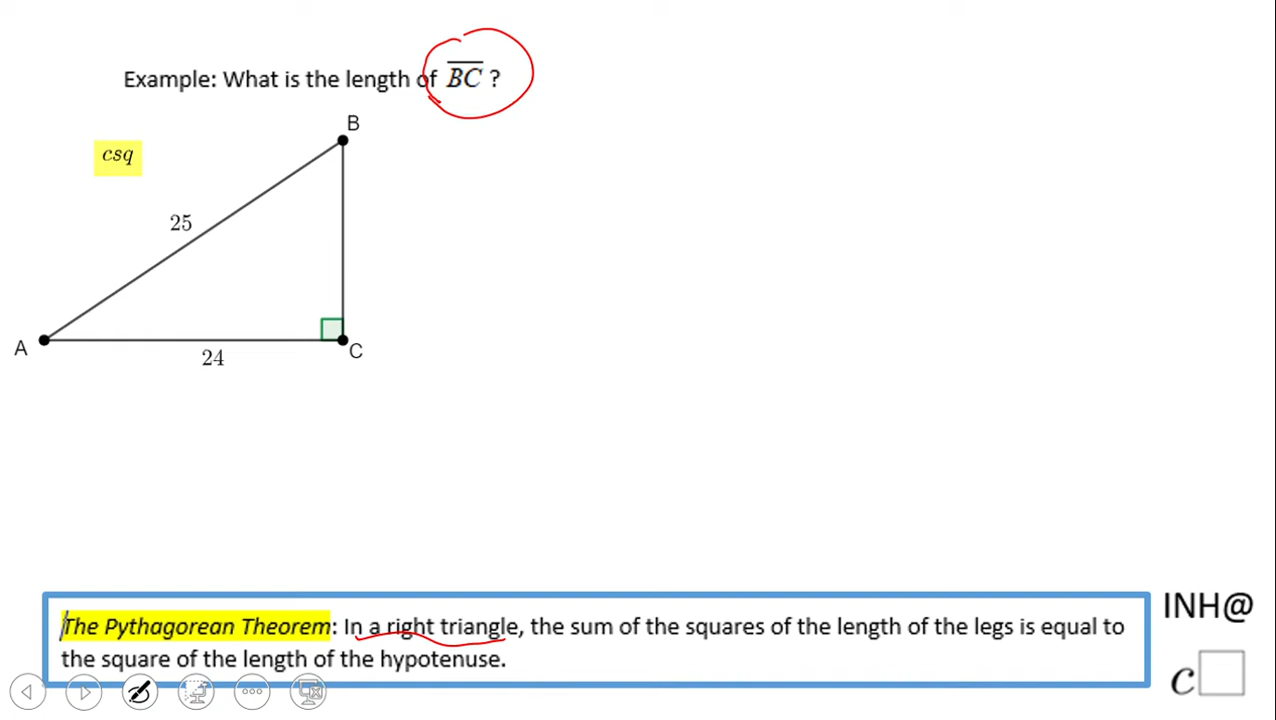 Example: What is the length of BC ?
B
csq
25
A
C
24
The Pythagorean Theorem: In a right triangle, the sum of the squares of the length of the legs is equal to
the square of the length of the hypotenuse.
INH@
c